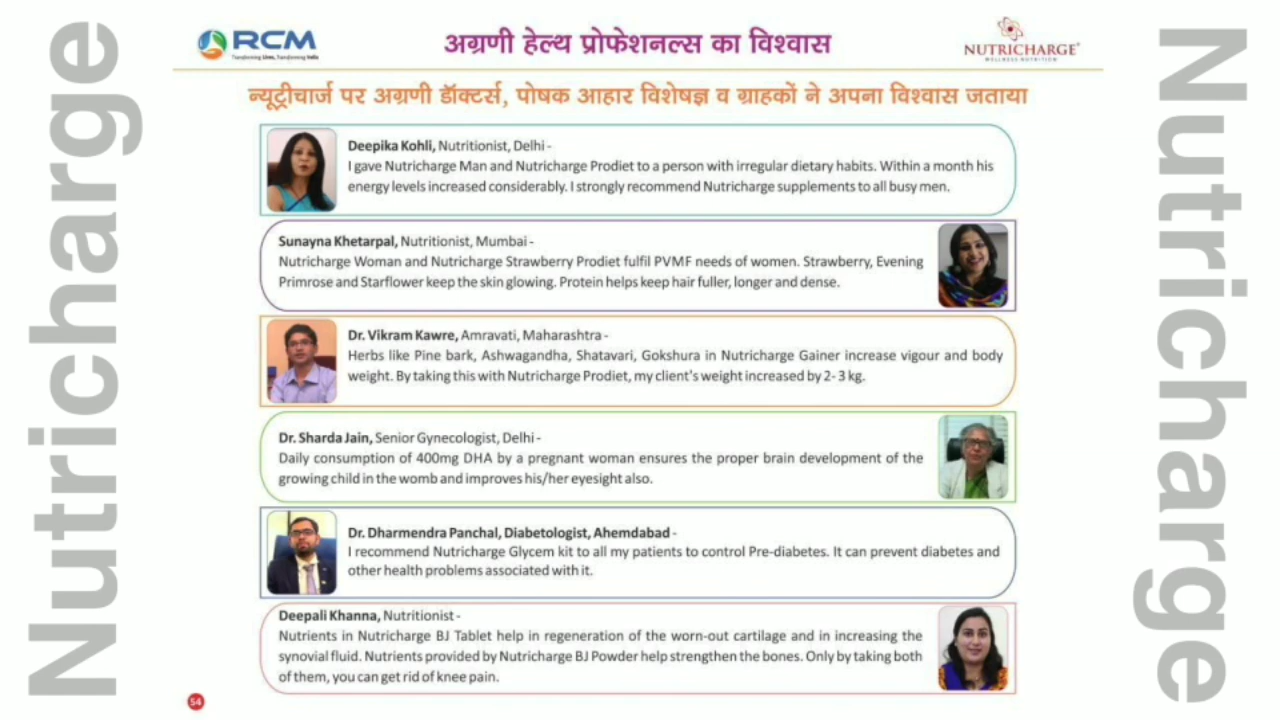 Nutricharge
RCM
Transforming Lives, Transforming India
अग्रणी हेल्थ प्रोफेशनल्स का विश्वास
NUTRICHARGE
WELLNESS NUTRITION
न्यूट्रीचार्ज पर अग्रणी डॉक्टर्स, पोषक आहार विशेषज्ञ व ग्राहकों ने अपना विश्वास जताया
Deepika Kohli, Nutritionist, Delhi -
I gave Nutricharge Man and Nutricharge Prodiet to a person with irregular dietary habits. Within a month his
energy levels increased considerably. I strongly recommend Nutricharge supplements to all busy men.
Sunayna Khetarpal, Nutritionist, Mumbai -
Nutricharge Woman and Nutricharge Strawberry Prodiet fulfil PVMF needs of women. Strawberry, Evening
Primrose and Starflower keep the skin glowing. Protein helps keep hair fuller, longer and dense.
Dr. Vikram Kawre, Amravati, Maharashtra -
Herbs like Pine bark, Ashwagandha, Shatavari, Gokshura in Nutricharge Gainer increase vigour and body
weight. By taking this with Nutricharge Prodiet, my client's weight increased by 2- 3 kg.
Dr. Sharda Jain, Senior Gynecologist, Delhi -
Daily consumption of 400mg DHA by a pregnant woman ensures the proper brain development of the
growing child in the womb and improves his/her eyesight also.
Dr. Dharmendra Panchal, Diabetologist, Ahemdabad -
I recommend Nutricharge Glycem kit to all my patients to control Pre-diabetes. It can prevent diabetes and
other health problems associated with it.
Deepali Khanna, Nutritionist -
Nutrients in Nutricharge BJ Tablet help in regeneration of the worn-out cartilage and in increasing the
synovial fluid. Nutrients provided by Nutricharge BJ Powder help strengthen the bones. Only by taking both
of them, you can get rid of knee pain.
54
Nutricharge